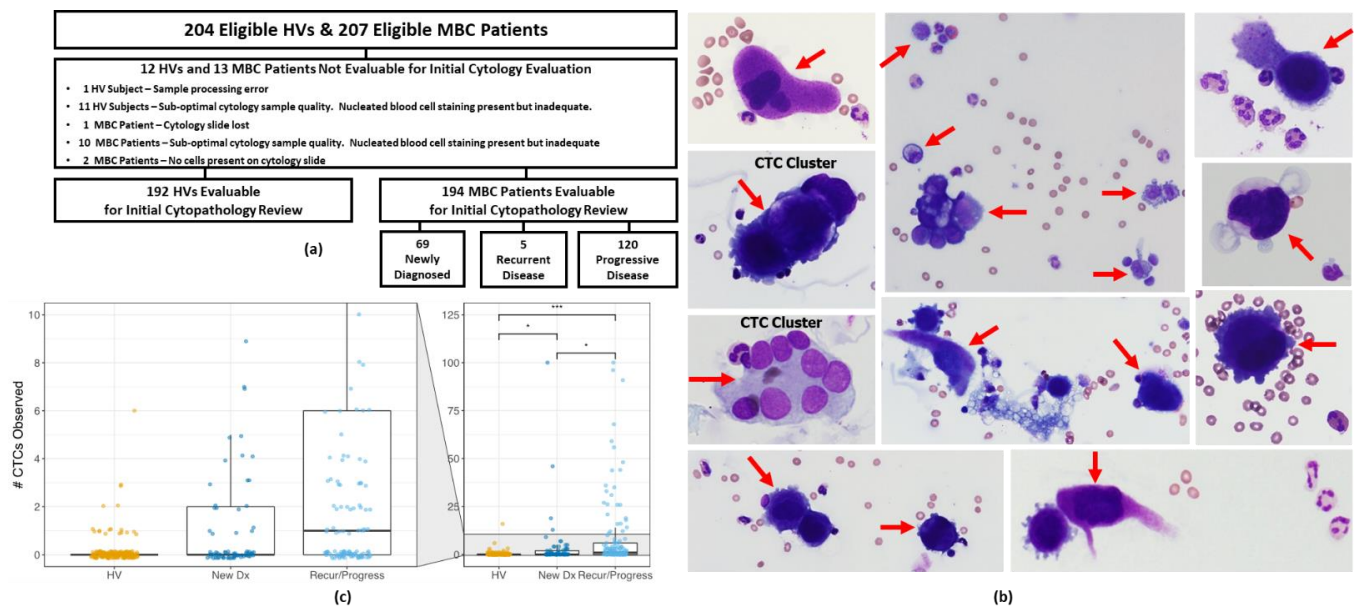 204 Eligible HVs & 207 Eligible MBC Patients
12 HVs and 13 MBC Patients Not Evaluable for Initial Cytology Evaluation
• 1 HV Subject – Sample processing error
• 11 HV Subjects – Sub-optimal cytology sample quality. Nucleated blood cell staining present but inadequate.
• 1 MBC Patient – Cytology slide lost
• 10 MBC Patients – Sub-optimal cytology sample quality. Nucleated blood cell staining present but inadequate
• 2 MBC Patients – No cells present on cytology slide
192 HVs Evaluable
for Initial Cytopathology Review
194 MBC Patients Evaluable
for Initial Cytopathology Review
69
Newly
Diagnosed
5
Recurrent
Disease
120
Progressive
Disease
(a)
CTC Cluster
CTC Cluster
(b)
# CTCs Observed
10
8
6
4
2
0
HV
New Dx
Recur/Progress
125
100
75
50
25
0
***
*
*
HV
New Dx
Recur/Progress
(c)